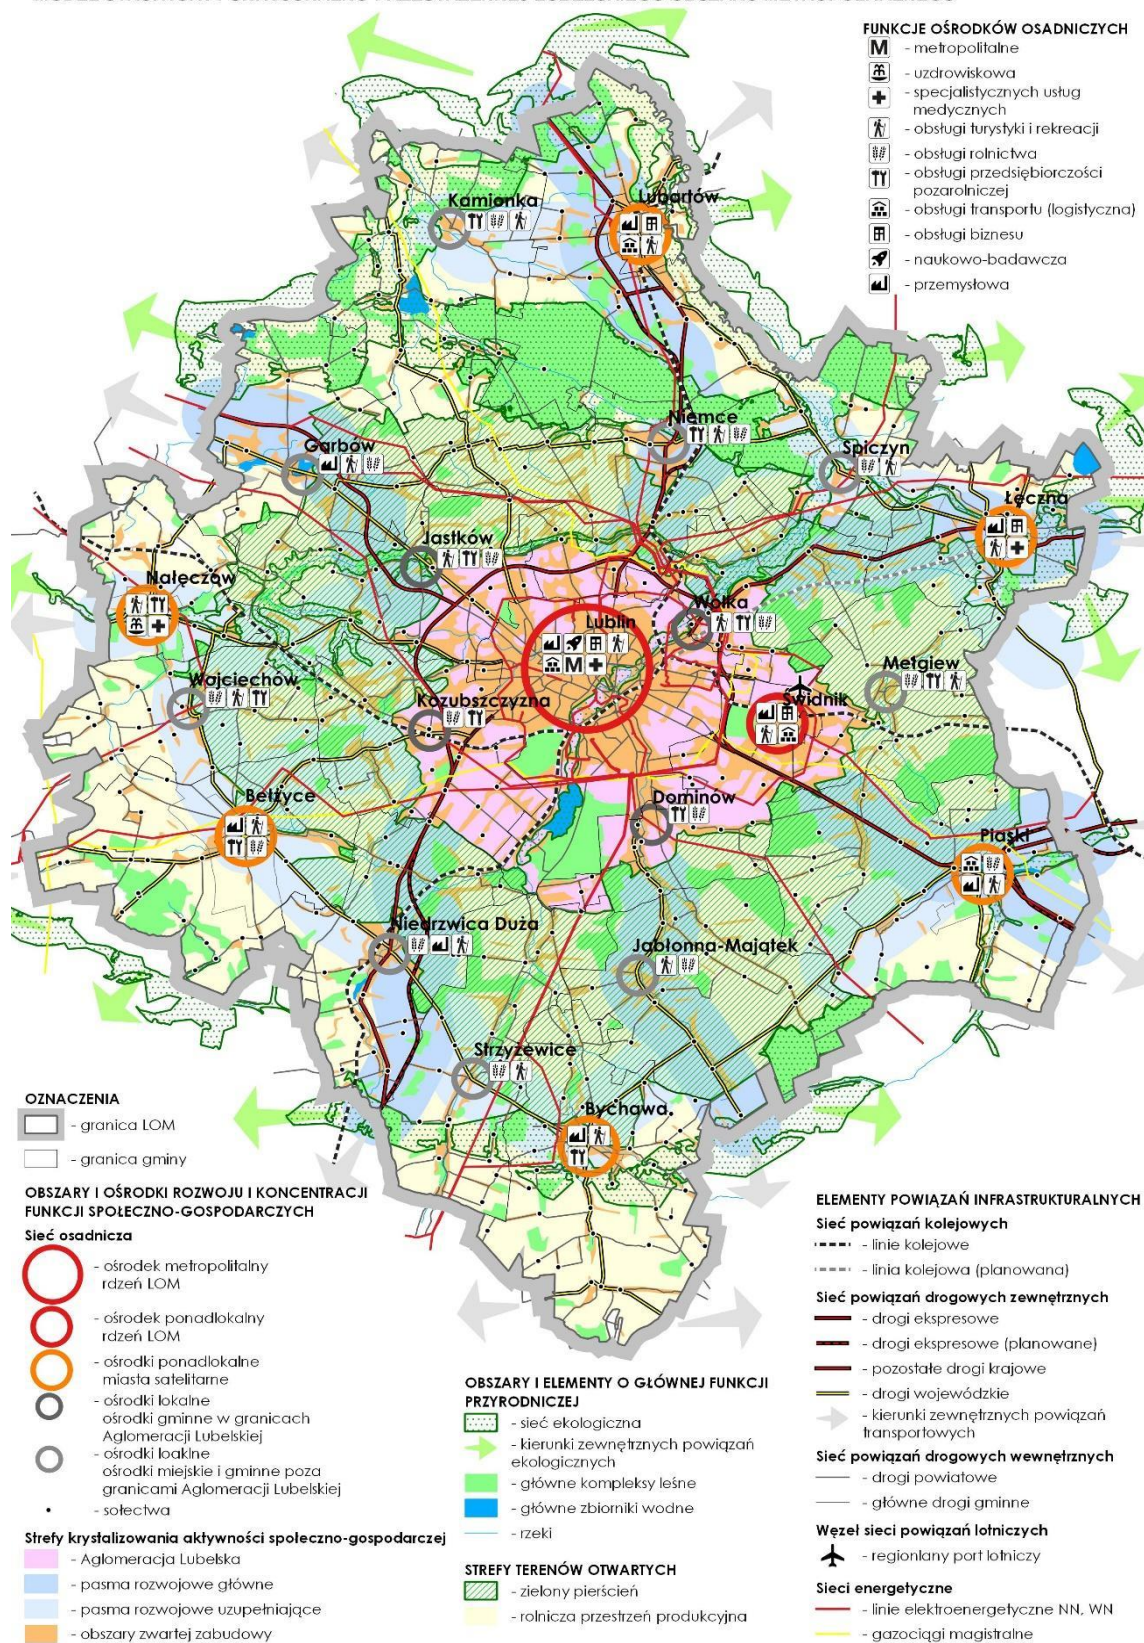 FUNKCJE OŚRODKÓW OSADNICZYCH
M - metropolitalne
- uzdrowiskowa
- specjalistycznych usług
medycznych
- obsługi turystyki i rekreacji
- obsługi rolnictwa
- obsługi przedsiębiorczości
pozarolniczej
- obsługi transportu (logistyczna)
- obsługi biznesu
- naukowo-badawcza
- przemysłowa
Kamionka
Lubartów
Niemce
Garbów
Spiczyn
Łęczna
Jastków
Nałęczów
Wólka
Lublin
M
Mełgiew
Wojciechów
Kozubszczyzna
Świdnik
Bełżyce
Dominów
Piaski
Niedrzwica Duża
Jabłonna-Majątek
Strzyżewice
Bychawa
OZNACZENIA
- granica LOM
- granica gminy
OBSZARY I OŚRODKI ROZWOJU I KONCENTRACJI
FUNKCJI SPOŁECZNO-GOSPODARCZYCH
Sieć osadnicza
- ośrodek metropolitalny
rdzeń LOM
- ośrodek ponadlokalny
rdzeń LOM
- ośrodki ponadlokalne
miasta satelitarne
- ośrodki lokalne
ośrodki gminne w granicach
Aglomeracji Lubelskiej
- ośrodki loaklne
ośrodki miejskie i gminne poza
granicami Aglomeracji Lubelskiej
- sołectwa
Strefy krystalizowania aktywności społeczno-gospodarczej
- Aglomeracja Lubelska
- pasma rozwojowe główne
- pasma rozwojowe uzupełniające
- obszary zwartej zabudowy
OBSZARY I ELEMENTY O GŁÓWNEJ FUNKCJI
PRZYRODNICZEJ
- sieć ekologiczna
- kierunki zewnętrznych powiązań
ekologicznych
- główne kompleksy leśne
- główne zbiorniki wodne
- rzeki
STREFY TERENÓW OTWARTYCH
- zielony pierścień
- rolnicza przestrzeń produkcyjna
ELEMENTY POWIĄZAŃ INFRASTRUKTURALNYCH
Sieć powiązań kolejowych
- linie kolejowe
- linia kolejowa (planowana)
Sieć powiązań drogowych zewnętrznych
- drogi ekspresowe
- drogi ekspresowe (planowane)
- pozostałe drogi krajowe
- drogi wojewódzkie
- kierunki zewnętrznych powiązań
transportowych
Sieć powiązań drogowych wewnętrznych
- drogi powiatowe
- główne drogi gminne
Węzeł sieci powiązań lotniczych
- regionlany port lotniczy
Sieci energetyczne
- linie elektroenergetyczne NN, WN
- gazociągi magistralne